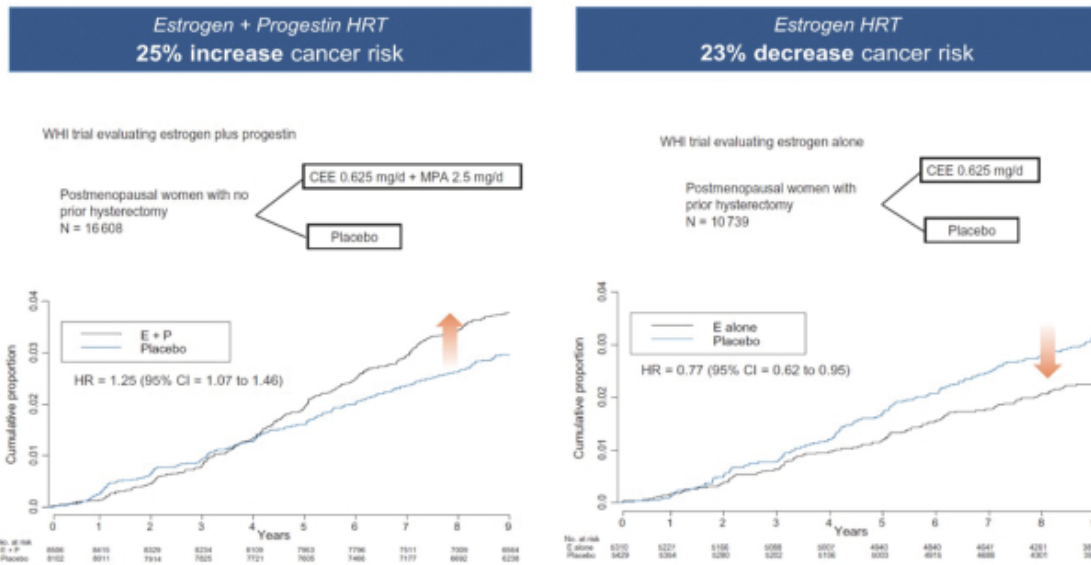 Estrogen + Progestin HRT
25% increase cancer risk
WHI trial evaluating estrogen plus progestin
Postmenopausal women with no
prior hysterectomy
N = 16608
CEE 0.625 mg/d + MPA 2.5 mg/d
Placebo
Cumulative proportion
0.04
0.03
0.02
0.01
0.0
E + P
Placebo
HR = 1.25 (95% CI = 1.07 to 1.46)
0 1 2 3 4 5 6 7 8 9
Years
No. at risk
E + P
Placebo
Estrogen HRT
23% decrease cancer risk
WHI trial evaluating estrogen alone
Postmenopausal women with
prior hysterectomy
N = 10739
CEE 0.625 mg/d
Placebo
Cumulative proportion
0.04
0.03
0.02
0.01
0.0
E alone
Placebo
HR = 0.77 (95% CI = 0.62 to 0.95)
0 1 2 3 4 5 6 7 8
Years
No. at risk
E alone
Placebo